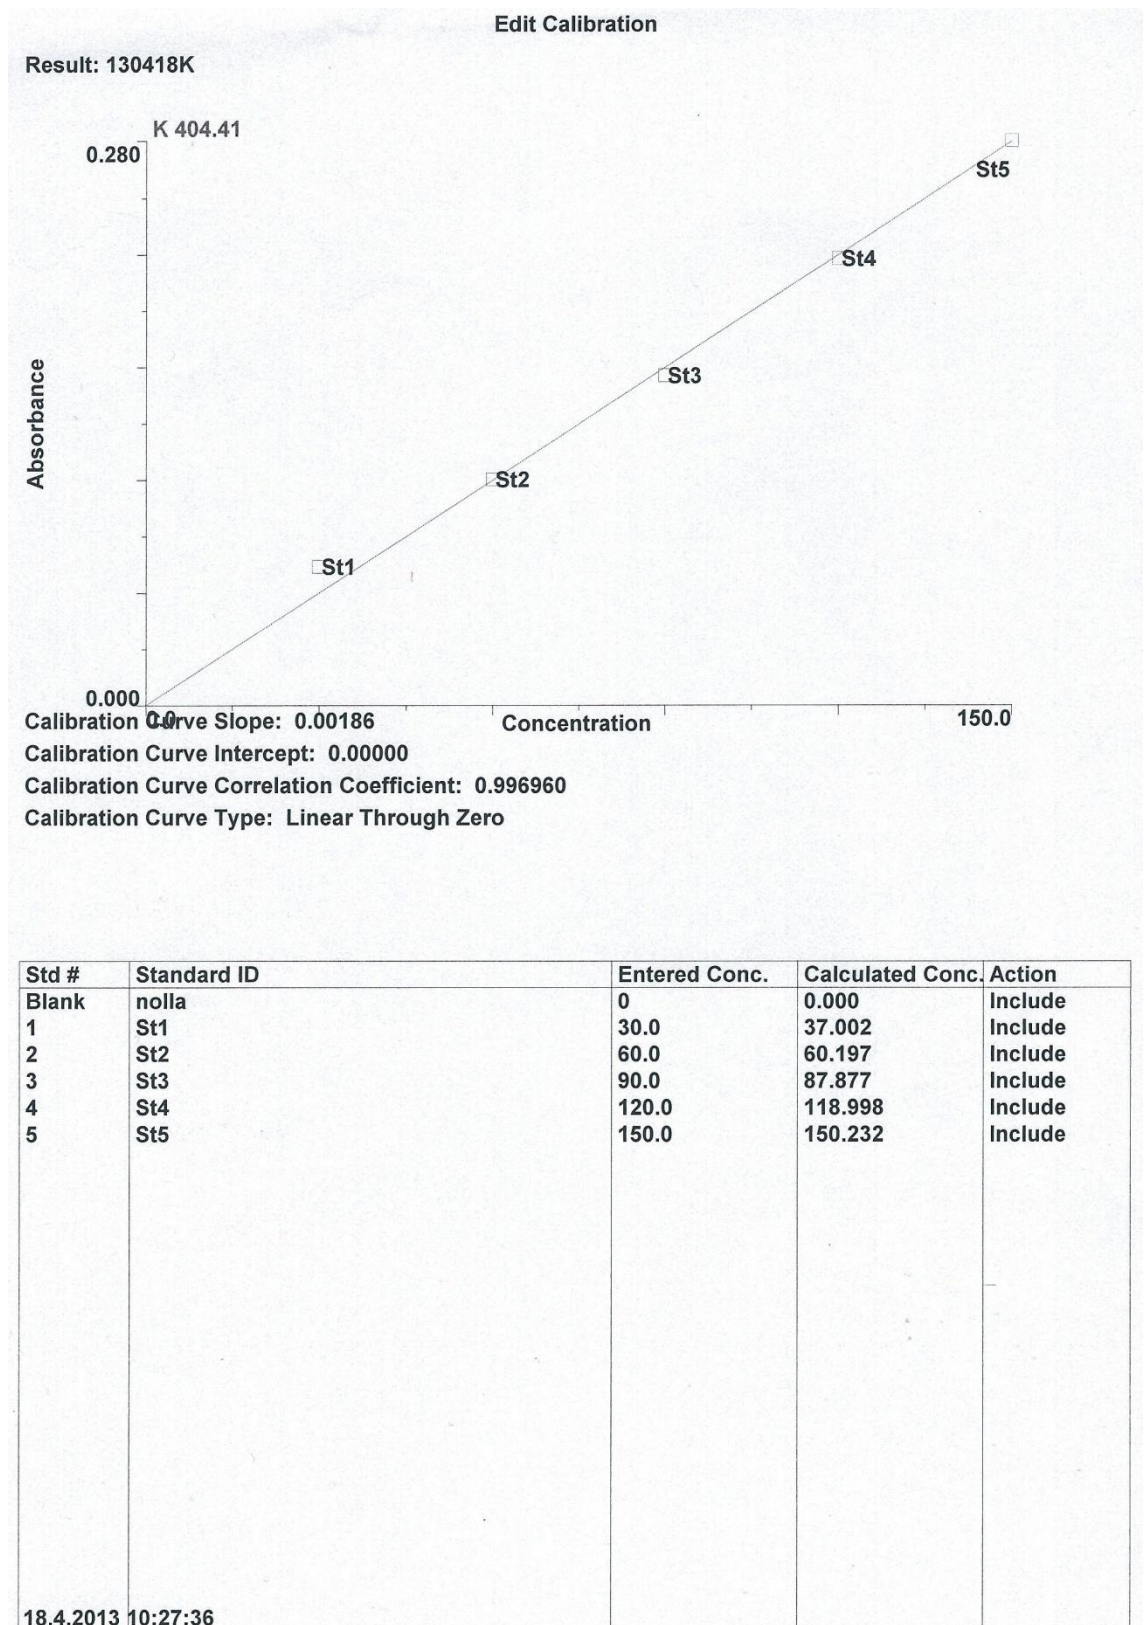 Edit Calibration
Result: 130418K
K 404.41
0.280
St5
St4
St3
Absorbance
St2
St1
0.000
0.0
Concentration
150.0
Calibration Curve Slope: 0.00186
Calibration Curve Intercept: 0.00000
Calibration Curve Correlation Coefficient: 0.996960
Calibration Curve Type: Linear Through Zero
Std # Standard ID Entered Conc. Calculated Conc. Action
Blank nolla 0 0.000 Include
1 St1 30.0 37.002 Include
2 St2 60.0 60.197 Include
3 St3 90.0 87.877 Include
4 St4 120.0 118.998 Include
5 St5 150.0 150.232 Include
18.4.2013 10:27:36